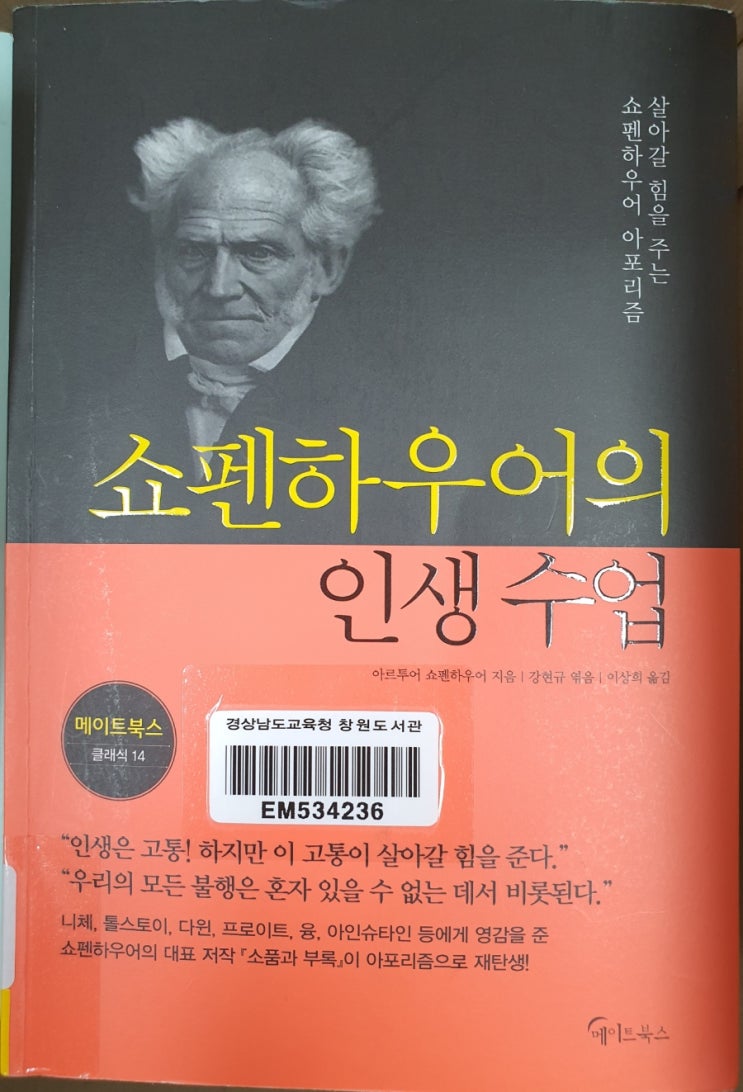 살아갈 힘을 주는
쇼펜하우어 아포리즘
쇼펜하우어의
인생 수업
아르투어 쇼펜하우어 지음 | 강현규 엮음 | 이상희 옮김
메이트북스
클래식 14
경상남도교육청 창원도서관
EM534236
“인생은 고통! 하지만 이 고통이 살아갈 힘을 준다.”
“우리의 모든 불행은 혼자 있을 수 없는 데서 비롯된다.”
니체, 톨스토이, 다윈, 프로이트, 융, 아인슈타인 등에게 영감을 준
쇼펜하우어의 대표 저작 『소품과 부록』이 아포리즘으로 재탄생!
메이트북스